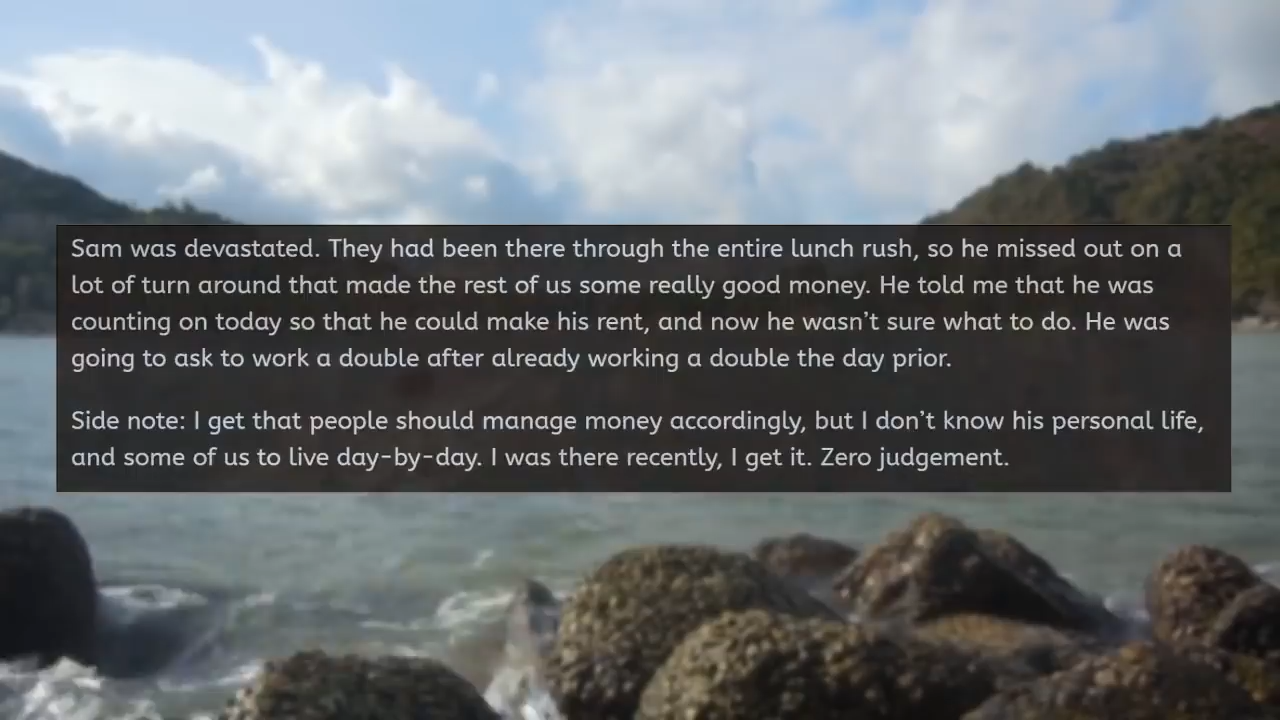 Sam was devastated. They had been there through the entire lunch rush, so he missed out on a
lot of turn around that made the rest of us some really good money. He told me that he was
counting on today so that he could make his rent, and now he wasn’t sure what to do. He was
going to ask to work a double after already working a double the day prior.
Side note: I get that people should manage money accordingly, but I don’t know his personal life,
and some of us to live day-by-day. I was there recently, I get it. Zero judgement.